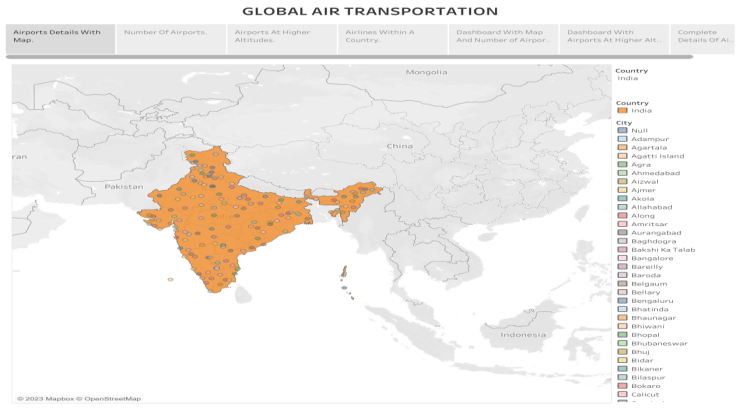 GLOBAL AIR TRANSPORTATION
Airports Details With
Map.
Number Of Airports.
Airports At Higher
Altitudes.
Airlines Within A
Country.
Dashboard With Map
And Number of Airpor..
Dashboard With
Airports At Higher Alt..
Complete
Details Of Ai..
Mongolia
China
ran
Pakistan
Indonesia
© 2023 Mapbox © OpenStreetMap
Country
India
Country
India
City
Null
Adampur
Agartala
Agatti Island
Agra
Ahmedabad
Aizwal
Ajmer
Akola
Allahabad
Along
Amritsar
Aurangabad
Baghdogra
Bakshi Ka Talab
Bangalore
Bareilly
Baroda
Belgaum
Bellary
Bengaluru
Bhatinda
Bhaunagar
Bhiwani
Bhopal
Bhubaneswar
Bhuj
Bidar
Bikaner
Bilaspur
Bokaro
Calicut